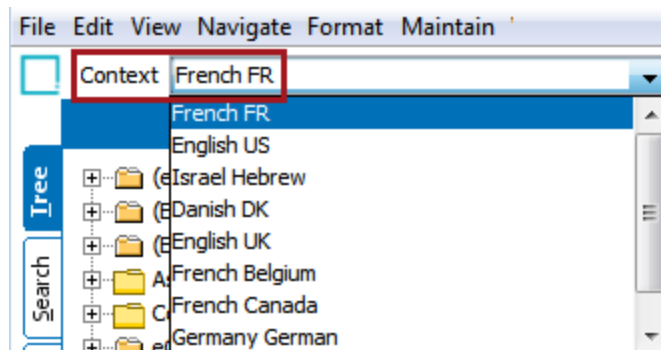 File Edit View Navigate Format Maintain
Context French FR
French FR
English US
(e Israel Hebrew
(E Danish DK
(E English UK
A French Belgium
C French Canada
e Germany German
Tree
Search